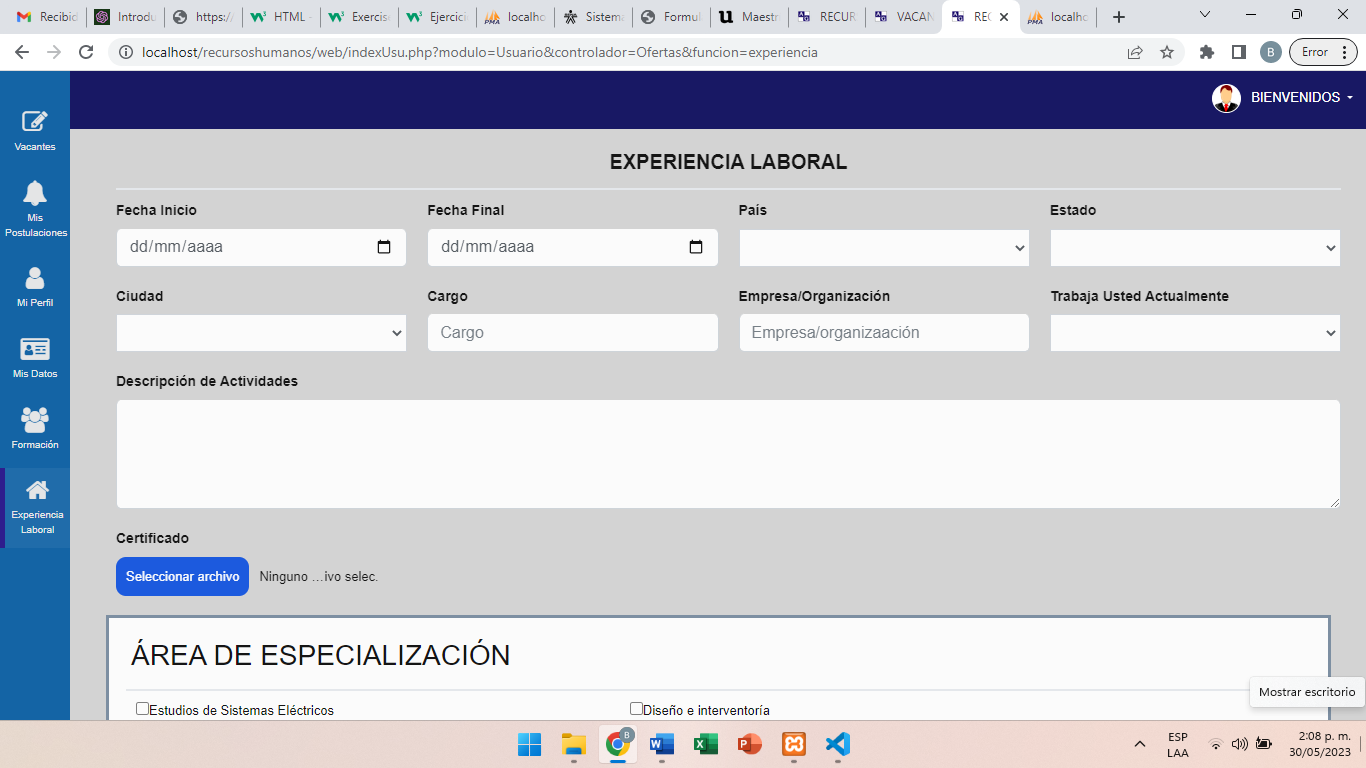 Recibid
Introdu
https:/
HTML -
Exercis
Ejercici
localho
Sistema
Formul
Maestr
RECUR
VACAN
REC
localho
localhost/recursoshumanos/web/indexUsu.php?modulo=Usuario&controlador=Ofertas&funcion=experiencia
B
Error
BIENVENIDOS
Vacantes
Mis
Postulaciones
Mi Perfil
Mis Datos
Formación
Experiencia
Laboral
EXPERIENCIA LABORAL
Fecha Inicio
Fecha Final
País
Estado
dd/mm/aaaa
dd/mm/aaaa
Ciudad
Cargo
Empresa/Organización
Trabaja Usted Actualmente
Cargo
Empresa/organizaación
Descripción de Actividades
Certificado
Seleccionar archivo
Ninguno ...ivo selec.
ÁREA DE ESPECIALIZACIÓN
Estudios de Sistemas Eléctricos
Diseño e interventoría
Mostrar escritorio
B
ESP
LAA
2:08 p. m.
30/05/2023